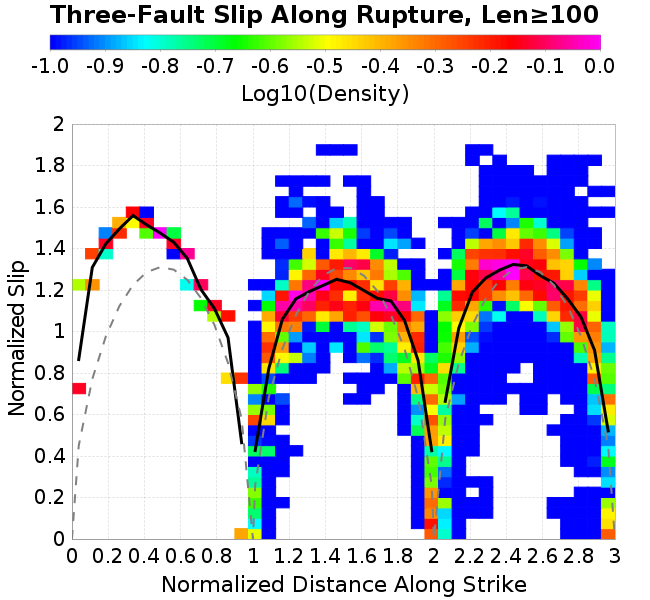 Three-Fault Slip Along Rupture, Len≥100
-1.0 -0.9 -0.8 -0.7 -0.6 -0.5 -0.4 -0.3 -0.2 -0.1 0.0
Log10(Density)
2
1.8
1.6
1.4
1.2
1
0.8
0.6
0.4
0.2
0
Normalized Slip
0 0.2 0.4 0.6 0.8 1 1.2 1.4 1.6 1.8 2 2.2 2.4 2.6 2.8 3
Normalized Distance Along Strike